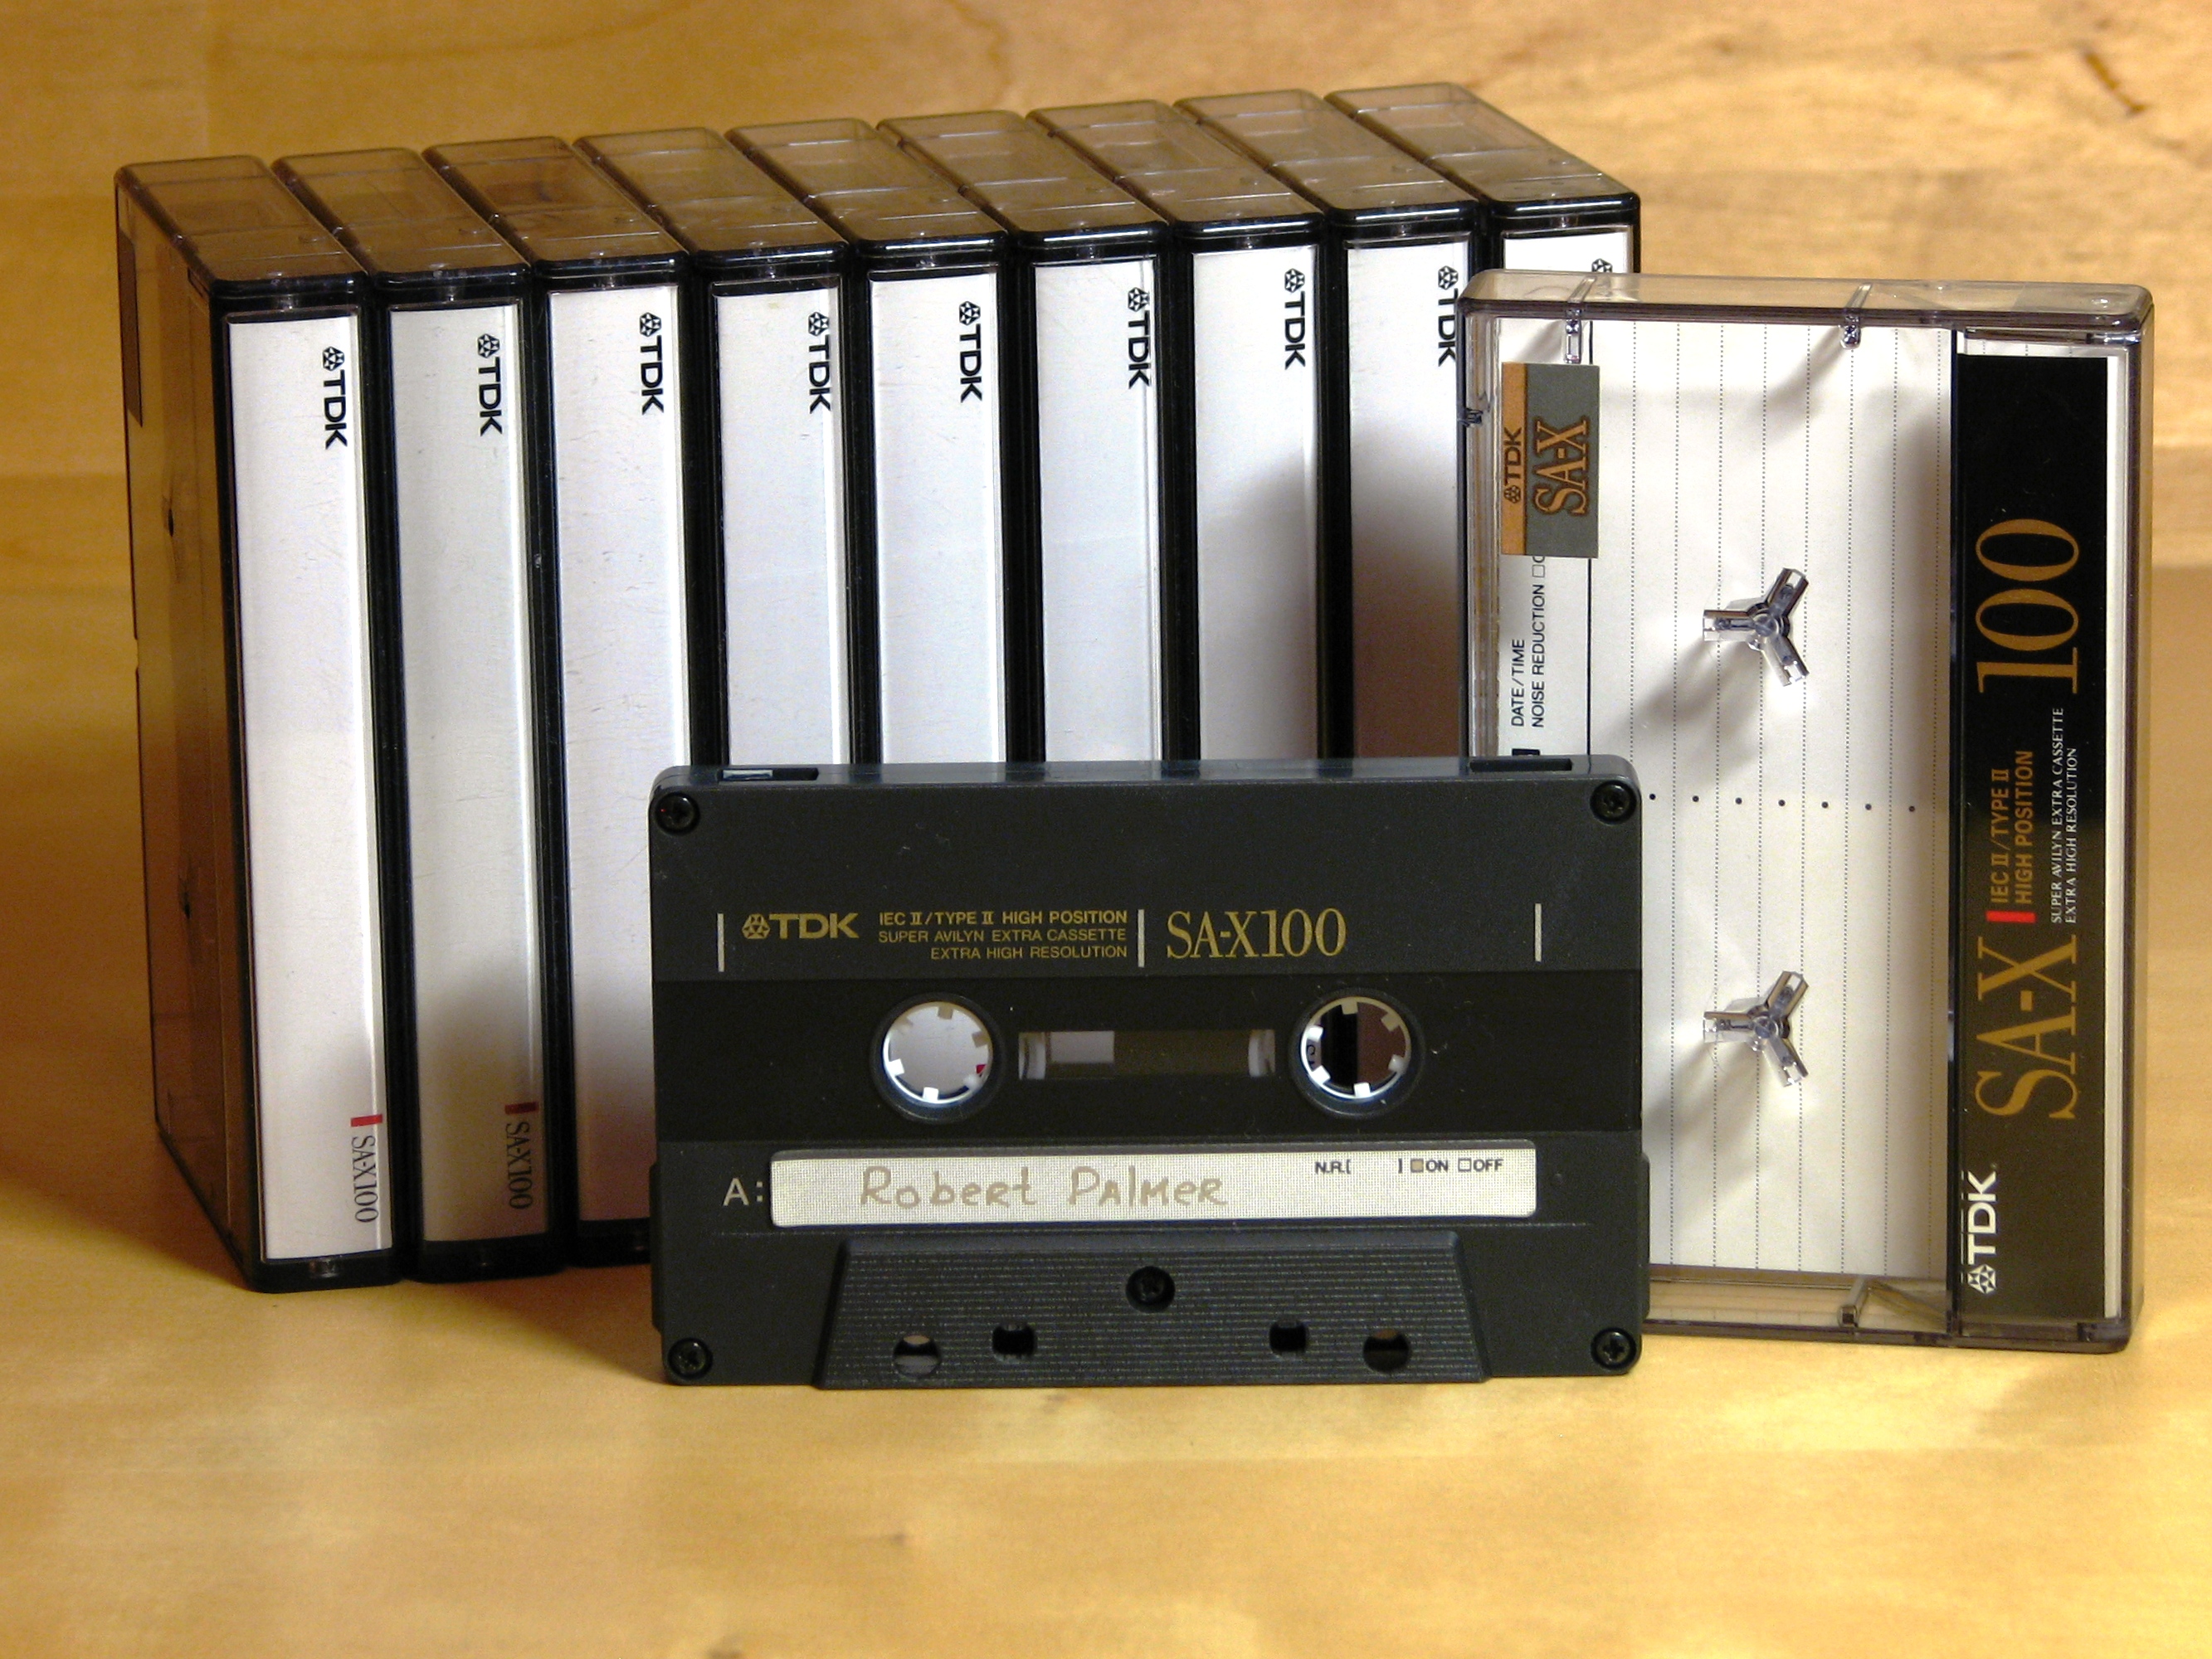 TDK
TDK
TDK
TDK
TDK
TDK
TDK
TDK
SA-X100
SA-X100
TDK
SA-X
DATE/TIME
NOISE REDUCTION
TDK SA-X 100
IEC II/TYPE II
HIGH POSITION
SUPER AVILYN EXTRA CASSETTE
EXTRA HIGH RESOLUTION
TDK IEC II/TYPE II HIGH POSITION SA-X100
SUPER AVILYN EXTRA CASSETTE
EXTRA HIGH RESOLUTION
A: Robert Palmer N.R.[ ] ☐ON ☐OFF